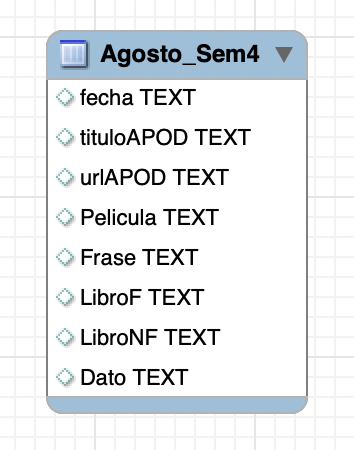 Agosto_Sem4
fecha TEXT
tituloAPOD TEXT
urlAPOD TEXT
Pelicula TEXT
Frase TEXT
LibroF TEXT
LibroNF TEXT
Dato TEXT